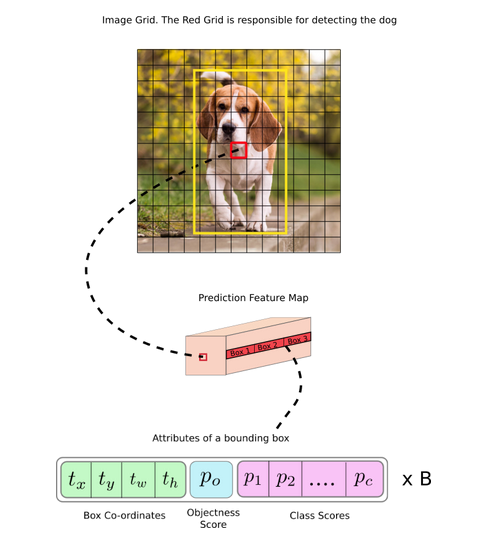 Image Grid. The Red Grid is responsible for detecting the dog
Prediction Feature Map
Box 1 Box 2 Box 3
Attributes of a bounding box
t_x t_y t_w t_h p_o p_1 p_2 .... p_c x B
Box Co-ordinates
Objectness
Score
Class Scores